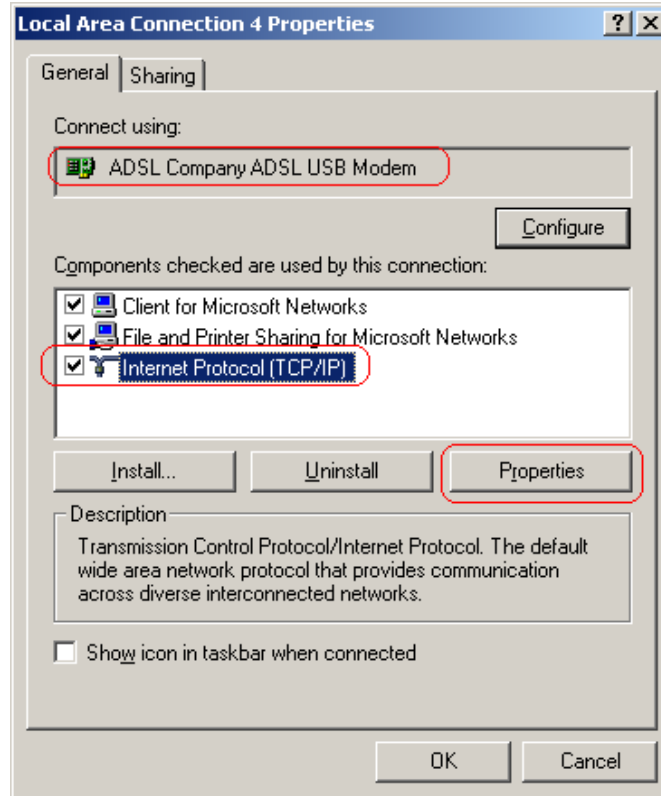 Local Area Connection 4 Properties
General
Sharing
Connect using:
ADSL Company ADSL USB Modem
Configure
Components checked are used by this connection:
Client for Microsoft Networks
File and Printer Sharing for Microsoft Networks
Internet Protocol (TCP/IP)
Install...
Uninstall
Properties
Description
Transmission Control Protocol/Internet Protocol. The default
wide area network protocol that provides communication
across diverse interconnected networks.
Show icon in taskbar when connected
OK
Cancel